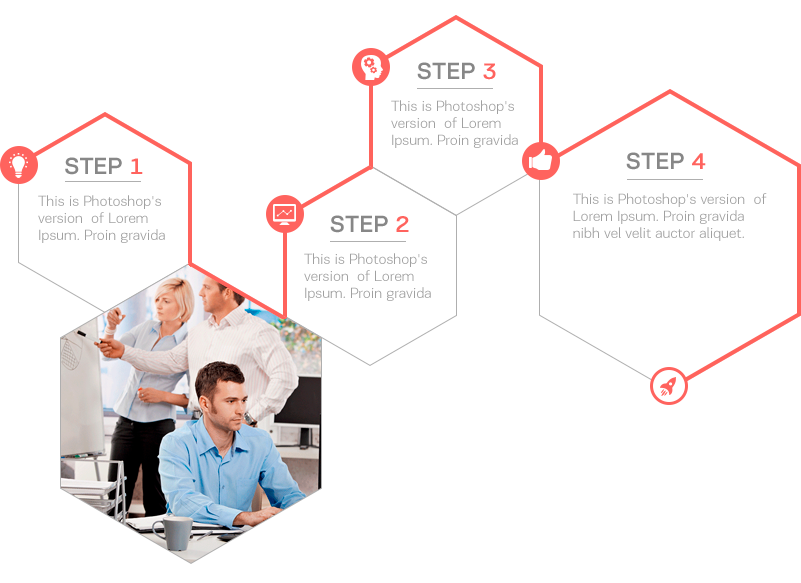 STEP 1
This is Photoshop's
version of Lorem
Ipsum. Proin gravida
STEP 2
This is Photoshop's
version of Lorem
Ipsum. Proin gravida
STEP 3
This is Photoshop's
version of Lorem
Ipsum. Proin gravida
STEP 4
This is Photoshop's version of
Lorem Ipsum. Proin gravida
nibh vel velit auctor aliquet.